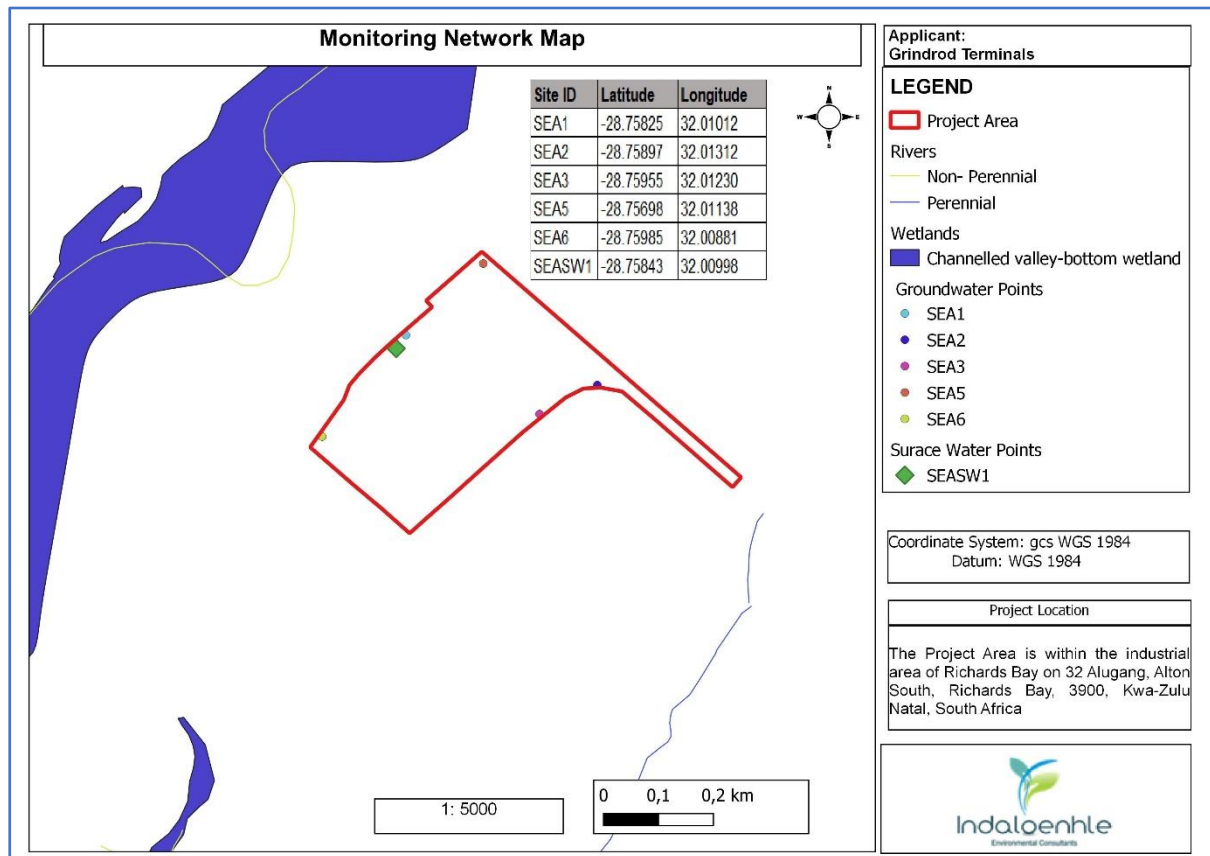 Monitoring Network Map
Site ID Latitude Longitude
SEA1 -28.75825 32.01012
SEA2 -28.75897 32.01312
SEA3 -28.75955 32.01230
SEA5 -28.75698 32.01138
SEA6 -28.75985 32.00881
SEASW1 -28.75843 32.00998
N
W E
S
1: 5000
0 0,1 0,2 km
Applicant:
Grindrod Terminals
LEGEND
Project Area
Rivers
Non- Perennial
Perennial
Wetlands
Channelled valley-bottom wetland
Groundwater Points
SEA1
SEA2
SEA3
SEA5
SEA6
Surace Water Points
SEASW1
Coordinate System: gcs WGS 1984
Datum: WGS 1984
Project Location
The Project Area is within the industrial
area of Richards Bay on 32 Alugang, Alton
South, Richards Bay, 3900, Kwa-Zulu
Natal, South Africa
Indaloenhle
Environmental Consultants